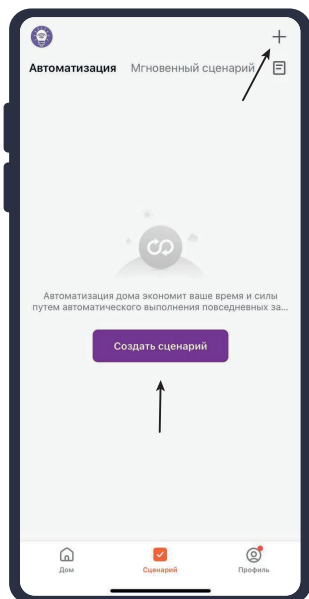 Автоматизация Мгновенный сценарий
Автоматизация дома экономит ваше время и силы
путем автоматического выполнения повседневных за...
Создать сценарий
Дом Сценарий Профиль